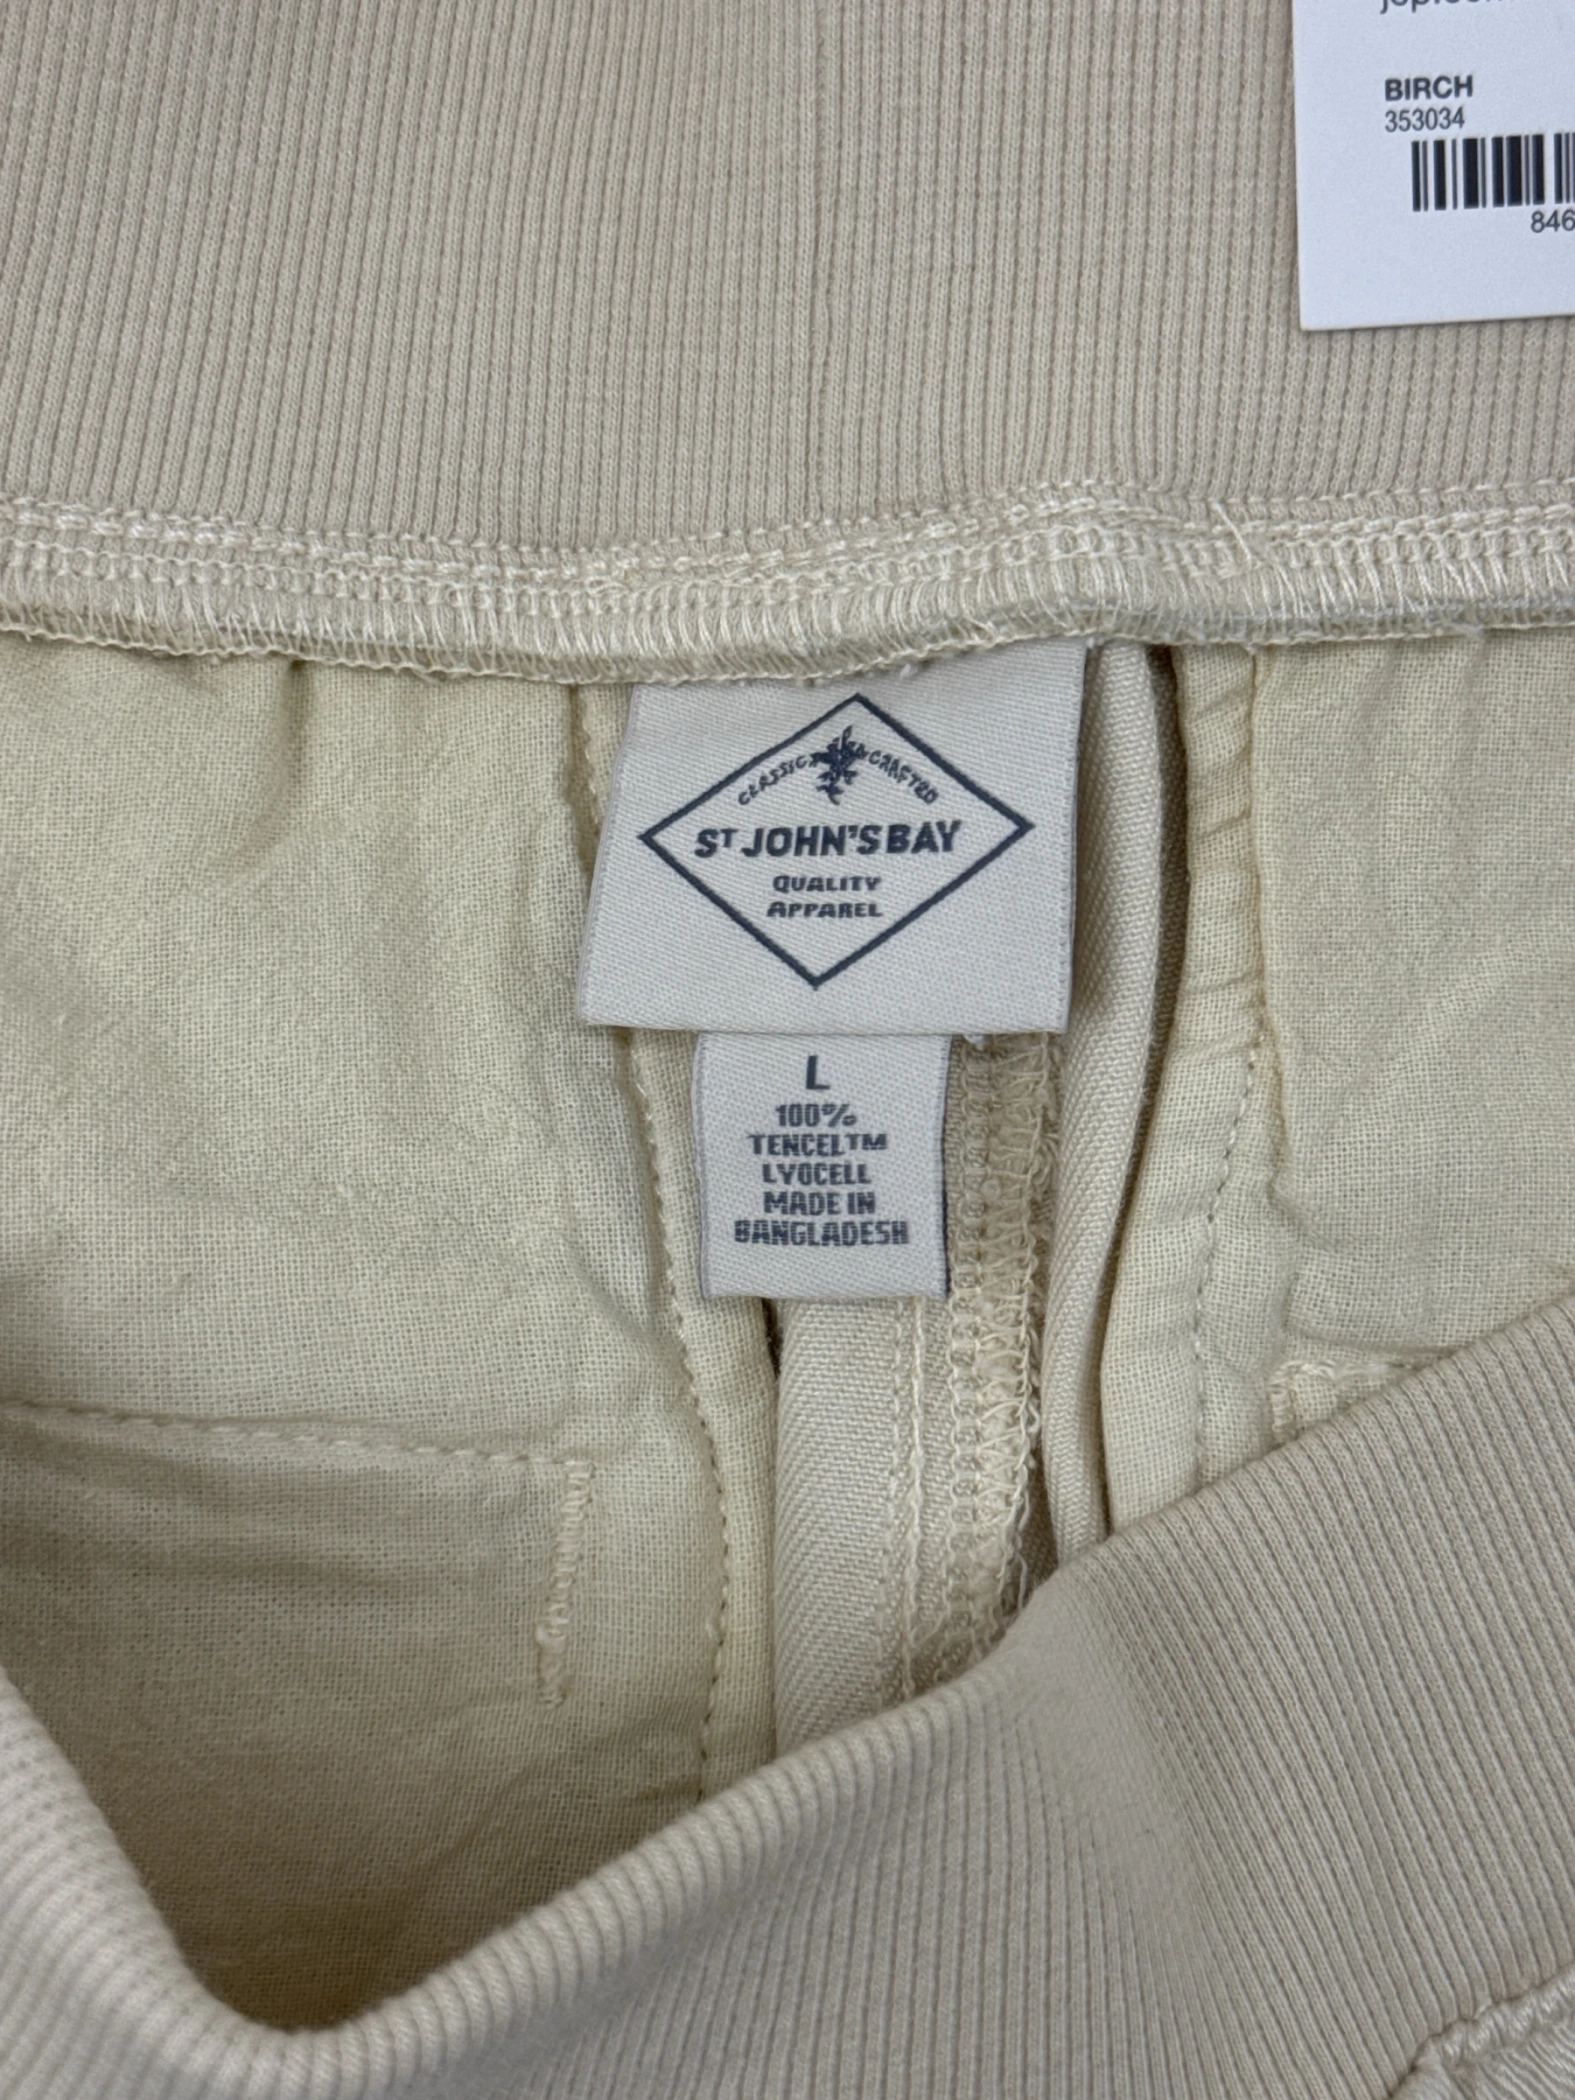 BIRCH
353034
846
CLASSIC & CRAFTED
ST JOHN'S BAY
QUALITY
APPAREL
L
100%
TENCEL™
LYOCELL
MADE IN
BANGLADESH